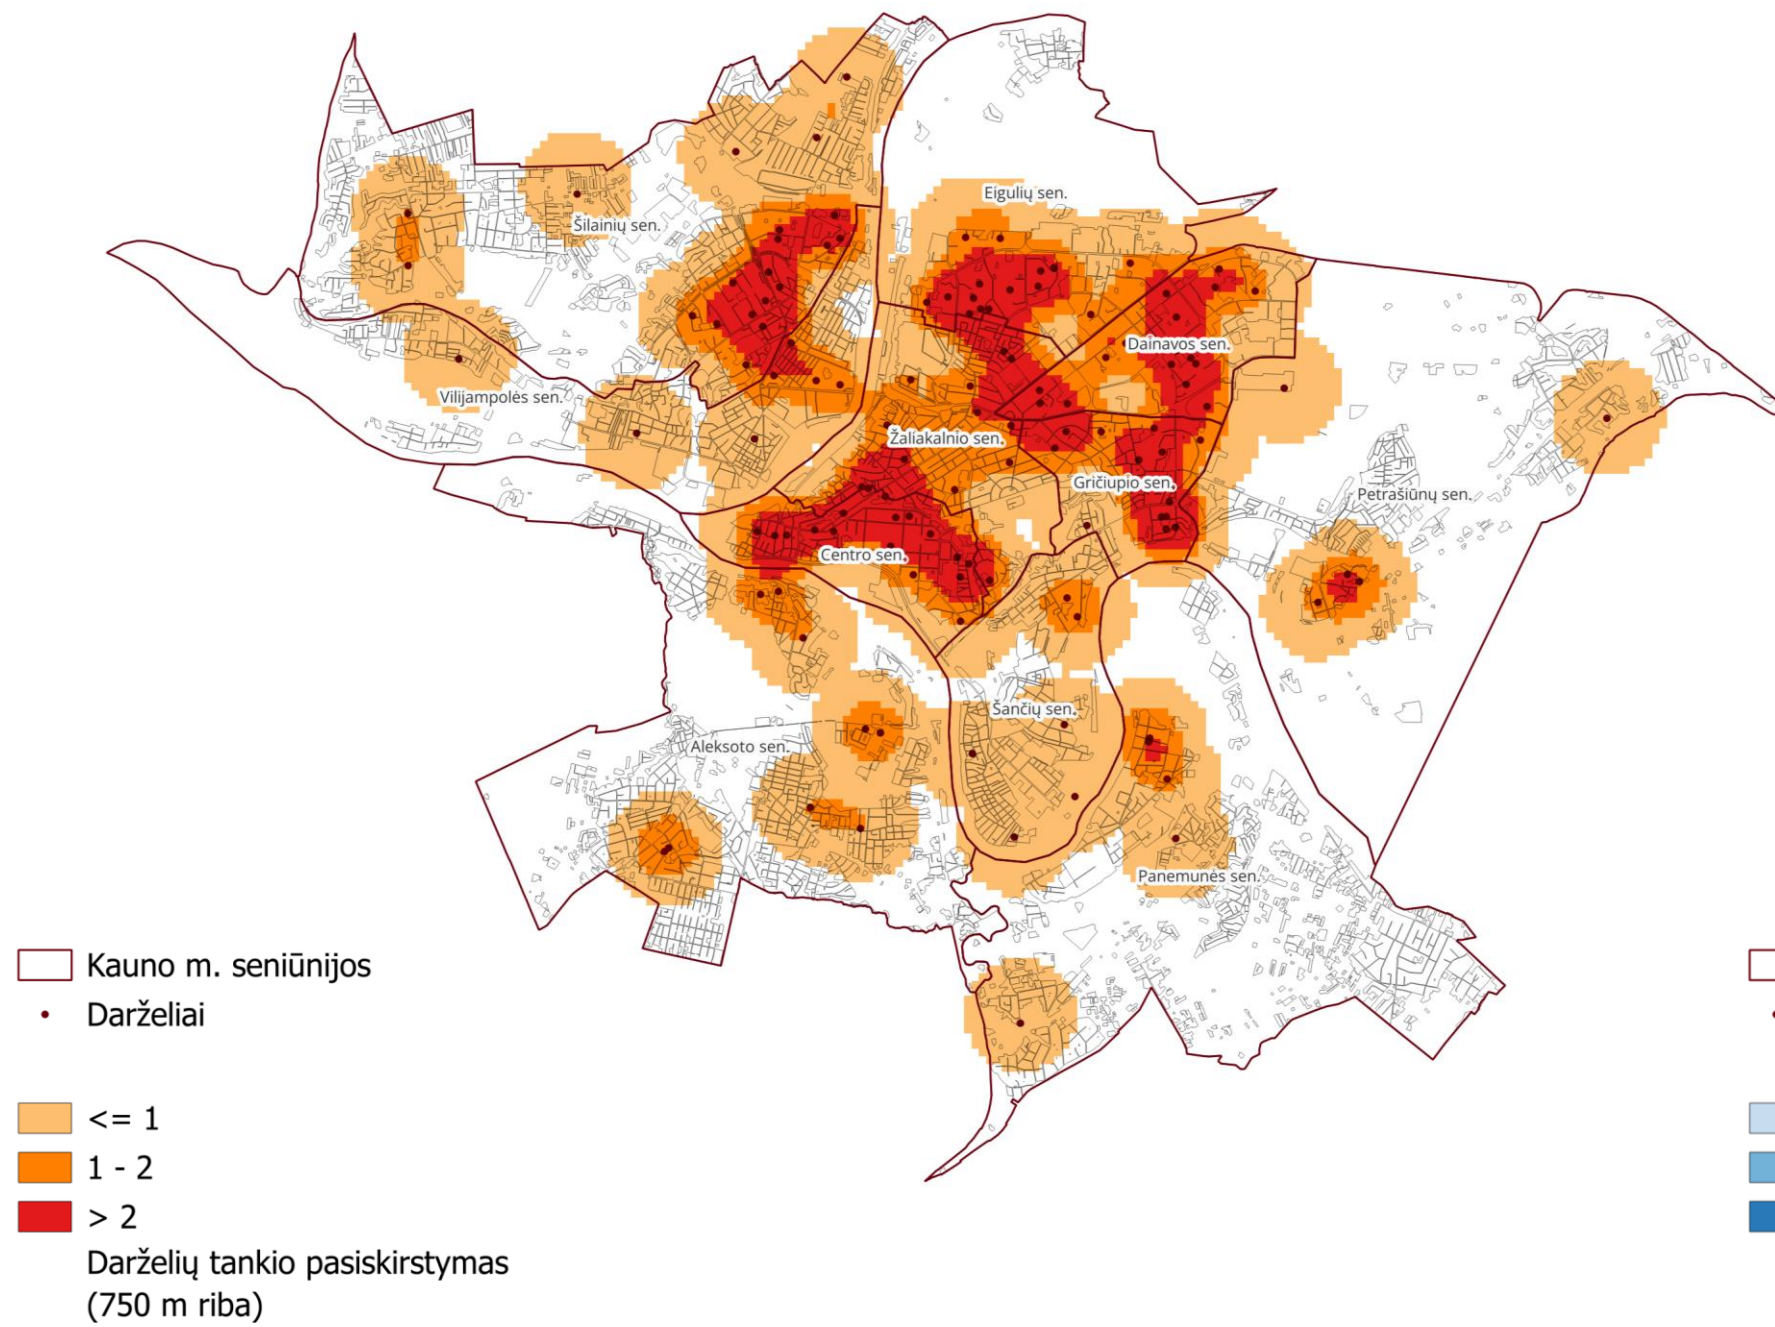 Eigulių sen.
Šilainių sen.
Dainavos sen.
Vilijampolės sen.
Žaliakalnio sen.
Gričiupio sen.
Petrašiūnų sen.
Centro sen.
Šančių sen.
Aleksoto sen.
Panemunės sen.
Kauno m. seniūnijos
Darželiai
<= 1
1 - 2
> 2
Darželių tankio pasiskirstymas
(750 m riba)